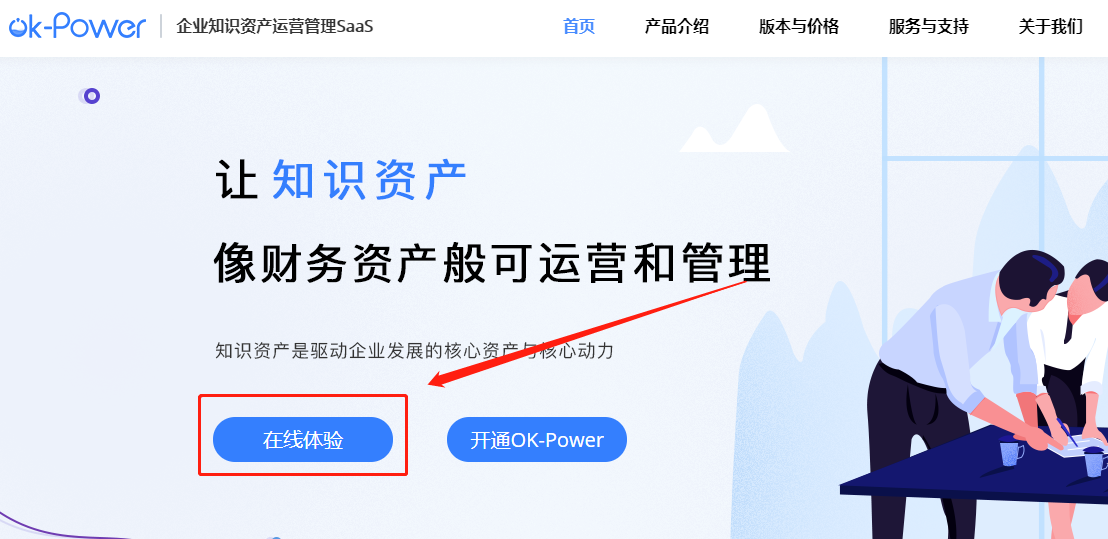 ok-Power 企业知识资产运营管理SaaS 首页 产品介绍 版本与价格 服务与支持 关于我们
让 知识资产
像财务资产般可运营和管理
知识资产是驱动企业发展的核心资产与核心动力
在线体验 开通OK-Power